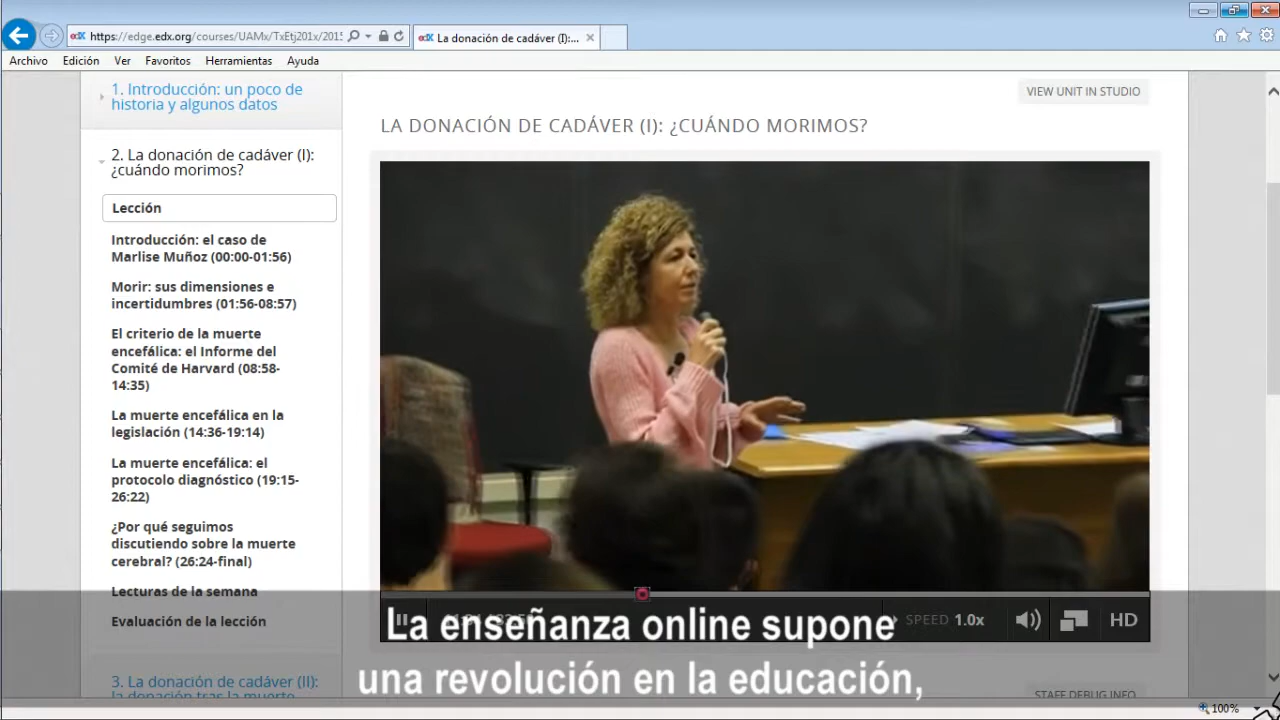 https://edge.edx.org/courses/UAMx/TxEtj201x/2015
edX La donación de cadáver (I):...
Archivo Edición Ver Favoritos Herramientas Ayuda
1. Introducción: un poco de
historia y algunos datos
2. La donación de cadáver (I):
¿cuándo morimos?
Lección
Introducción: el caso de
Marlise Muñoz (00:00-01:56)
Morir: sus dimensiones e
incertidumbres (01:56-08:57)
El criterio de la muerte
encefálica: el Informe del
Comité de Harvard (08:58-
14:35)
La muerte encefálica en la
legislación (14:36-19:14)
La muerte encefálica: el
protocolo diagnóstico (19:15-
26:22)
¿Por qué seguimos
discutiendo sobre la muerte
cerebral? (26:24-final)
Lecturas de la semana
Evaluación de la lección
3. La donación de cadáver (II):
la donación tras la muerte
VIEW UNIT IN STUDIO
LA DONACIÓN DE CADÁVER (I): ¿CUÁNDO MORIMOS?
SPEED 1.0x
HD
La enseñanza online supone
una revolución en la educación,
STAFF DEBUG INFO
100%